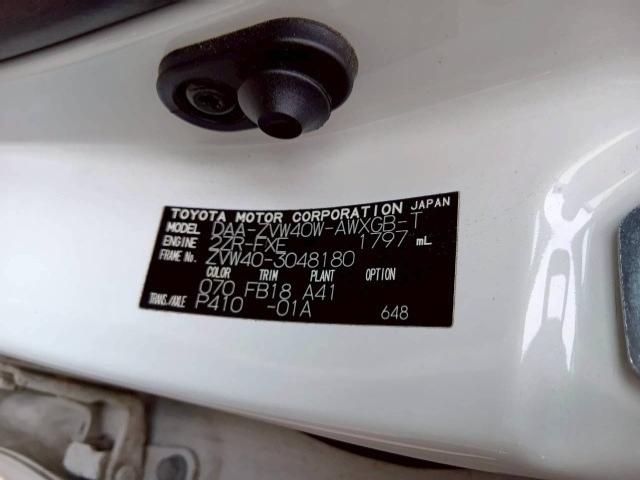 TOYOTA MOTOR CORPORATION JAPAN
MODEL DAA-ZVW40W-AWXGB-T
ENGINE 2ZR-FXE 1797 mL
FRAME No. ZVW40-3048180
COLOR TRIM PLANT OPTION
070 FB18 A41
TRANS./AXLE P410 -01A 648